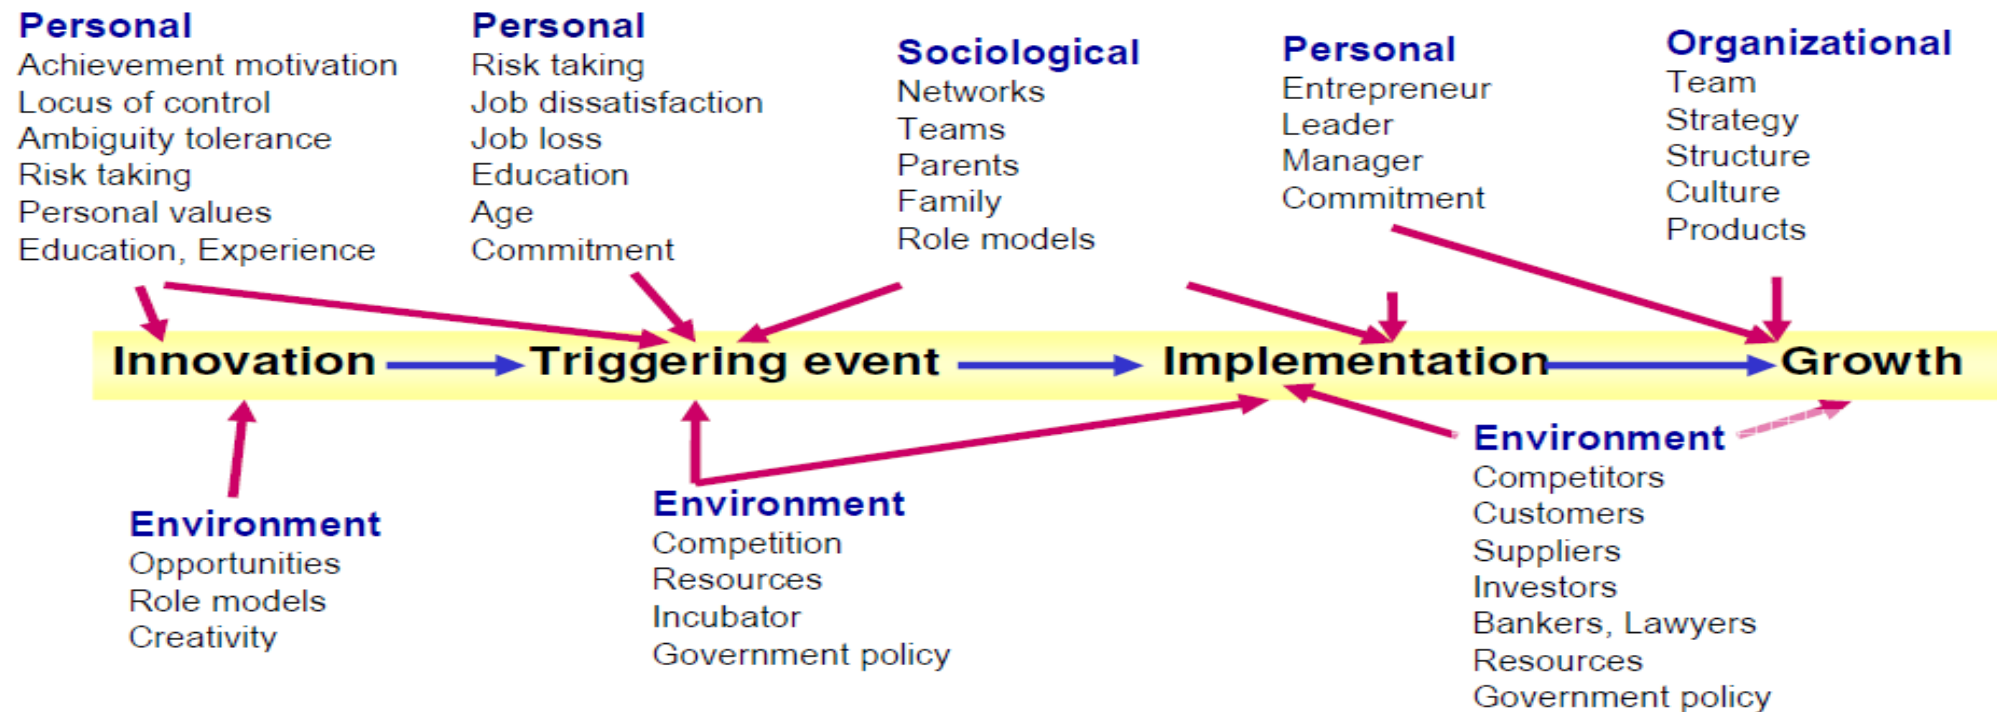 Personal
Achievement motivation
Locus of control
Ambiguity tolerance
Risk taking
Personal values
Education, Experience
Personal
Risk taking
Job dissatisfaction
Job loss
Education
Age
Commitment
Sociological
Networks
Teams
Parents
Family
Role models
Personal
Entrepreneur
Leader
Manager
Commitment
Organizational
Team
Strategy
Structure
Culture
Products
Innovation
Triggering event
Implementation
Growth
Environment
Opportunities
Role models
Creativity
Environment
Competition
Resources
Incubator
Government policy
Environment
Competitors
Customers
Suppliers
Investors
Bankers, Lawyers
Resources
Government policy